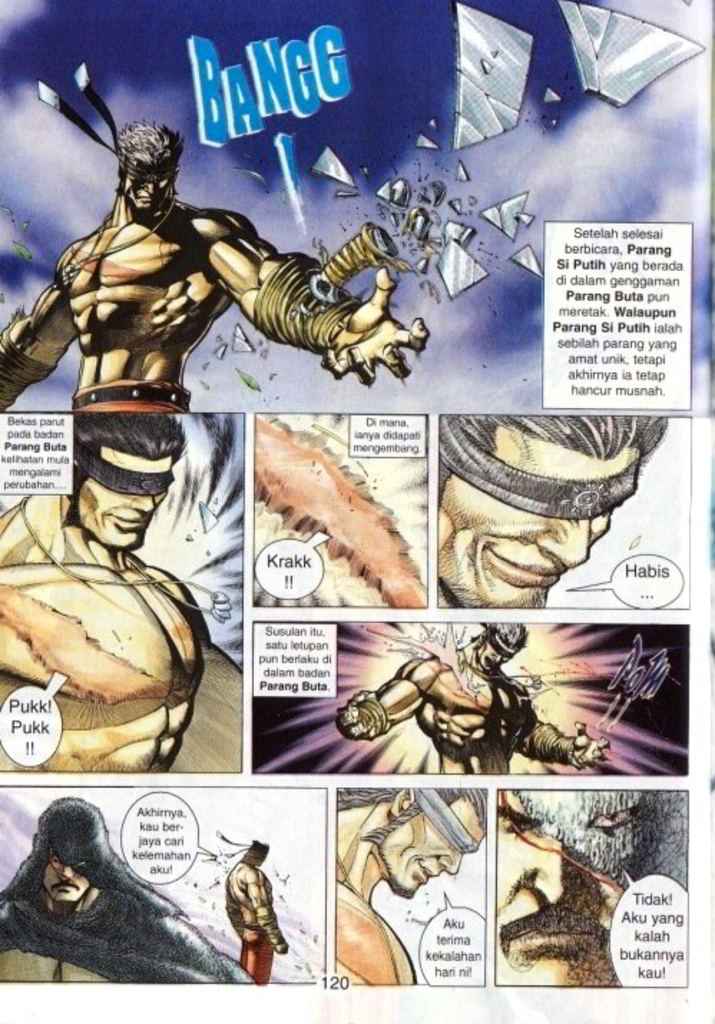 BANGG
!
Setelah selesai
berbicara, Parang
Si Putih yang berada
di dalam genggaman
Parang Buta pun
meretak. Walaupun
Parang Si Putih ialah
sebilah parang yang
amat unik, tetapi
akhirnya ia tetap
hancur musnah.
Bekas parut
pada badan
Parang Buta
kelihatan mula
mengalami
perubahan....
Pukk!
Pukk
!!
Di mana,
ianya didapati
mengembang.
Krakk
!!
Habis
...
Susulan itu,
satu letupan
pun berlaku di
dalam badan
Parang Buta.
POM
!!
Akhirnya,
kau ber-
jaya cari
kelemahan
aku!
Aku
terima
kekalahan
hari ni!
Tidak!
Aku yang
kalah
bukannya
kau!
120